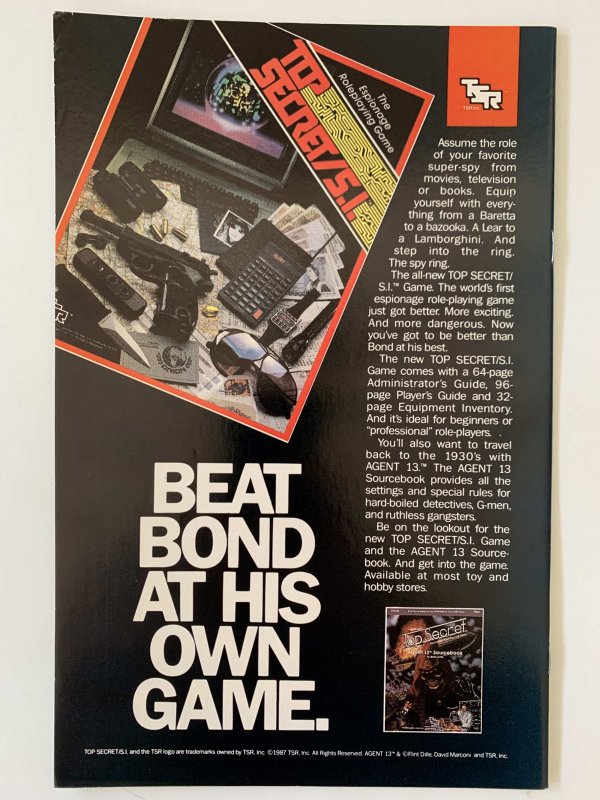 TOP
SECRET/S.I.™
The
Espionage
Roleplaying Game
TSR
TSR
TSR Inc.
Assume the role
of your favorite
super-spy from
movies, television
or books. Equip
yourself with every-
thing from a Baretta
to a bazooka. A Lear to
a Lamborghini. And
step into the ring.
The spy ring.
The all-new TOP SECRET/
S.I.™ Game. The world's first
espionage role-playing game
just got better. More exciting.
And more dangerous. Now
you've got to be better than
Bond at his best.
The new TOP SECRET/S.I.
Game comes with a 64-page
Administrator's Guide, 96-
page Player's Guide and 32-
page Equipment Inventory.
And it's ideal for beginners or
"professional" role-players.
You'll also want to travel
back to the 1930's with
AGENT 13.™ The AGENT 13
Sourcebook provides all the
settings and special rules for
hard-boiled detectives, G-men,
and ruthless gangsters.
Be on the lookout for the
new TOP SECRET/S.I. Game
and the AGENT 13 Source-
book. And get into the game.
Available at most toy and
hobby stores.
BEAT
BOND
AT HIS
OWN
GAME.
Top Secret
AGENT 13™ Sourcebook
TOP SECRET/S.I. and the TSR logo are trademarks owned by TSR, Inc. ©1987 TSR, Inc. All Rights Reserved. AGENT 13™ & ©Flint Dille, David Marconi and TSR, Inc.